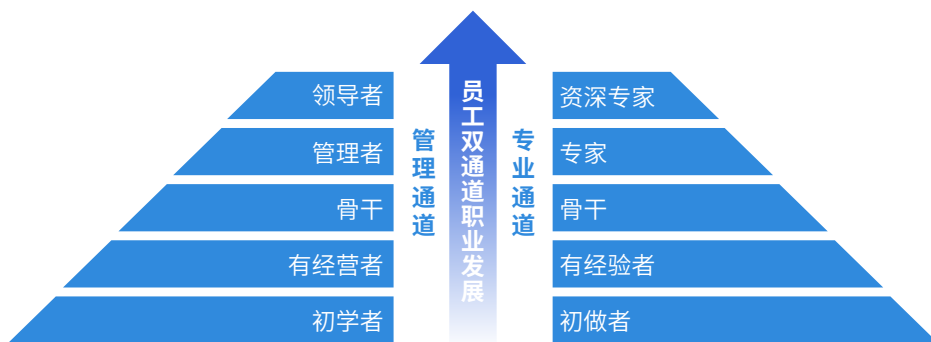 领导者
管理者
骨干
有经营者
初学者
管理通道
员工双通道职业发展
专业通道
资深专家
专家
骨干
有经验者
初做者